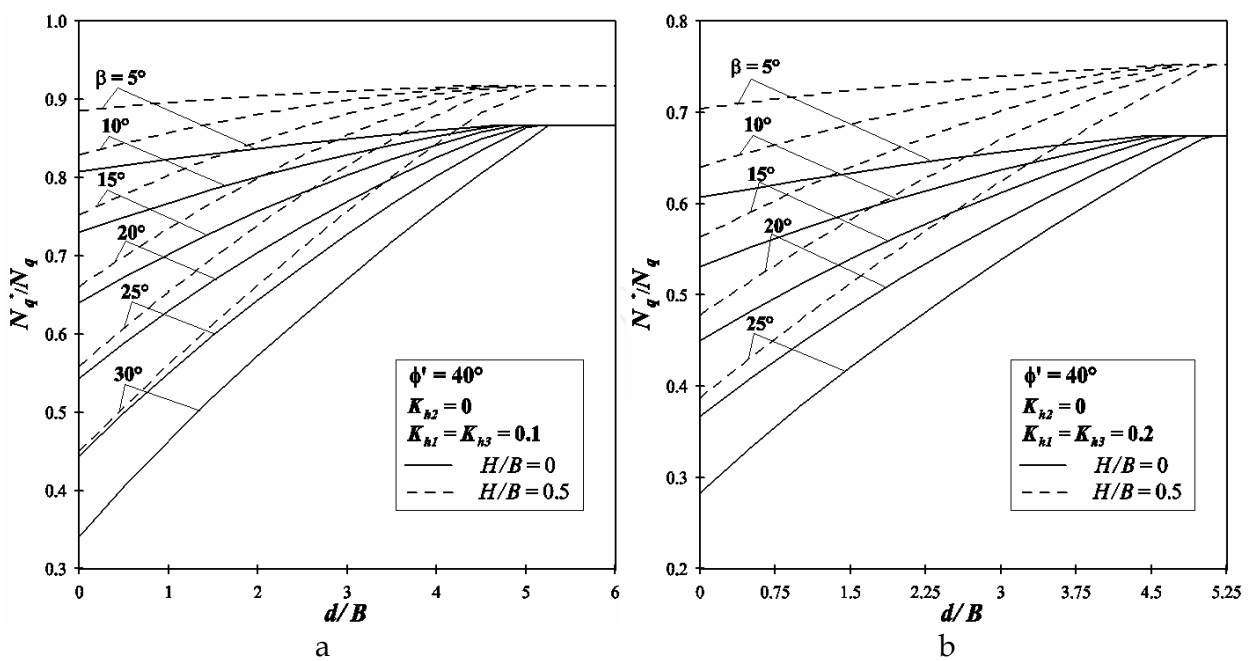 1.0
0.9
0.8
0.7
0.6
0.5
0.4
0.3
N_q*/N_q
β = 5°
10°
15°
20°
25°
30°
ϕ' = 40°
K_h2 = 0
K_h1 = K_h3 = 0.1
H/B = 0
H/B = 0.5
0 1 2 3 4 5 6
d/B
a
0.8
0.7
0.6
0.5
0.4
0.3
0.2
N_q*/N_q
β = 5°
10°
15°
20°
25°
ϕ' = 40°
K_h2 = 0
K_h1 = K_h3 = 0.2
H/B = 0
H/B = 0.5
0 0.75 1.5 2.25 3 3.75 4.5 5.25
d/B
b